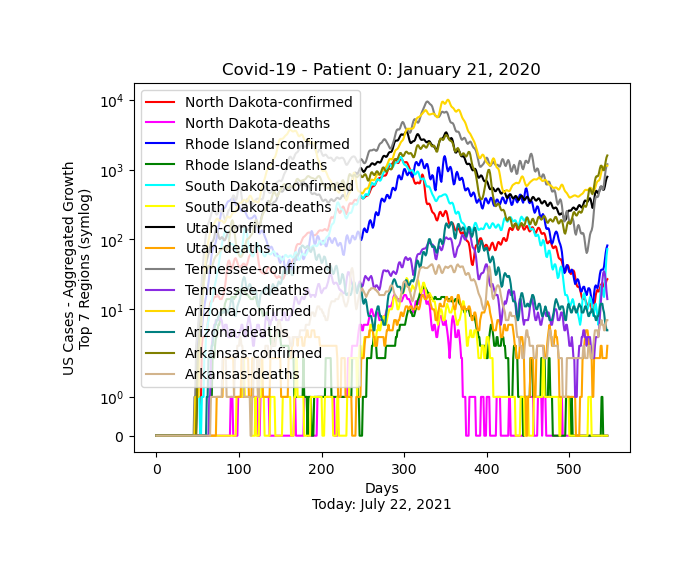 Covid-19 - Patient 0: January 21, 2020
US Cases - Aggregated Growth
Top 7 Regions (symlog)
10^4
10^3
10^2
10^1
10^0
0
North Dakota-confirmed
North Dakota-deaths
Rhode Island-confirmed
Rhode Island-deaths
South Dakota-confirmed
South Dakota-deaths
Utah-confirmed
Utah-deaths
Tennessee-confirmed
Tennessee-deaths
Arizona-confirmed
Arizona-deaths
Arkansas-confirmed
Arkansas-deaths
0 100 200 300 400 500
Days
Today: July 22, 2021